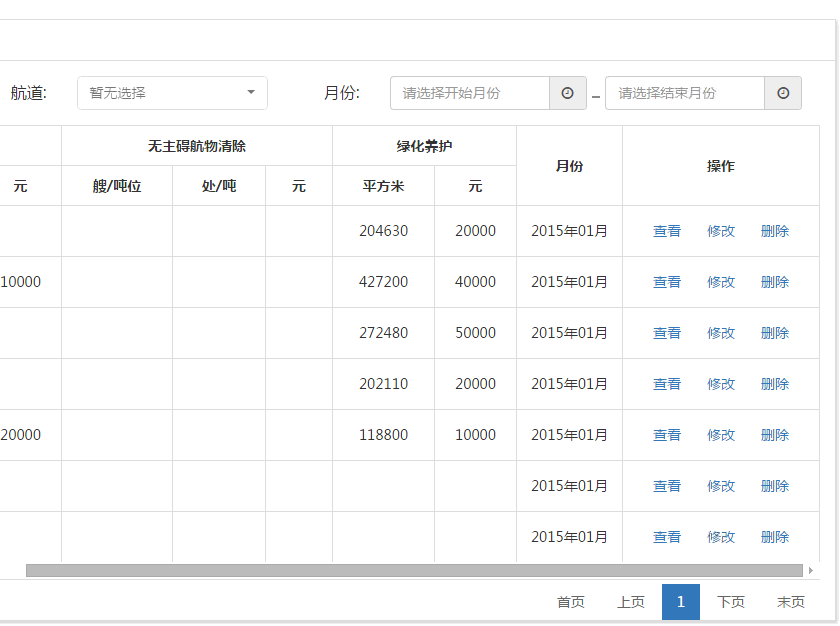 航道: 暂无选择 月份: 请选择开始月份 – 请选择结束月份
无主碍航物清除 绿化养护 月份 操作
元 艘/吨位 处/吨 元 平方米 元
204630 20000 2015年01月 查看 修改 删除
10000 427200 40000 2015年01月 查看 修改 删除
272480 50000 2015年01月 查看 修改 删除
202110 20000 2015年01月 查看 修改 删除
20000 118800 10000 2015年01月 查看 修改 删除
2015年01月 查看 修改 删除
2015年01月 查看 修改 删除
首页 上页 1 下页 末页